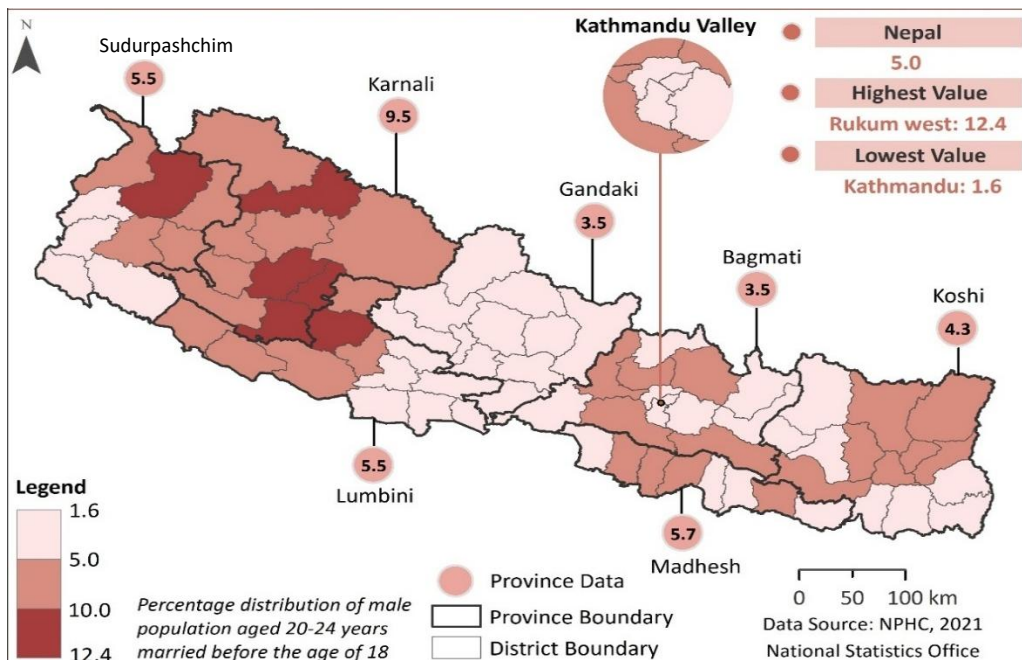 N
Sudurpashchim
5.5
Karnali
9.5
Kathmandu Valley
Nepal
5.0
Highest Value
Rukum west: 12.4
Lowest Value
Kathmandu: 1.6
Gandaki
3.5
Bagmati
3.5
Koshi
4.3
5.5
Lumbini
5.7
Madhesh
Legend
1.6
5.0
10.0
12.4
Percentage distribution of male
population aged 20-24 years
married before the age of 18
Province Data
Province Boundary
District Boundary
0 50 100 km
Data Source: NPHC, 2021
National Statistics Office